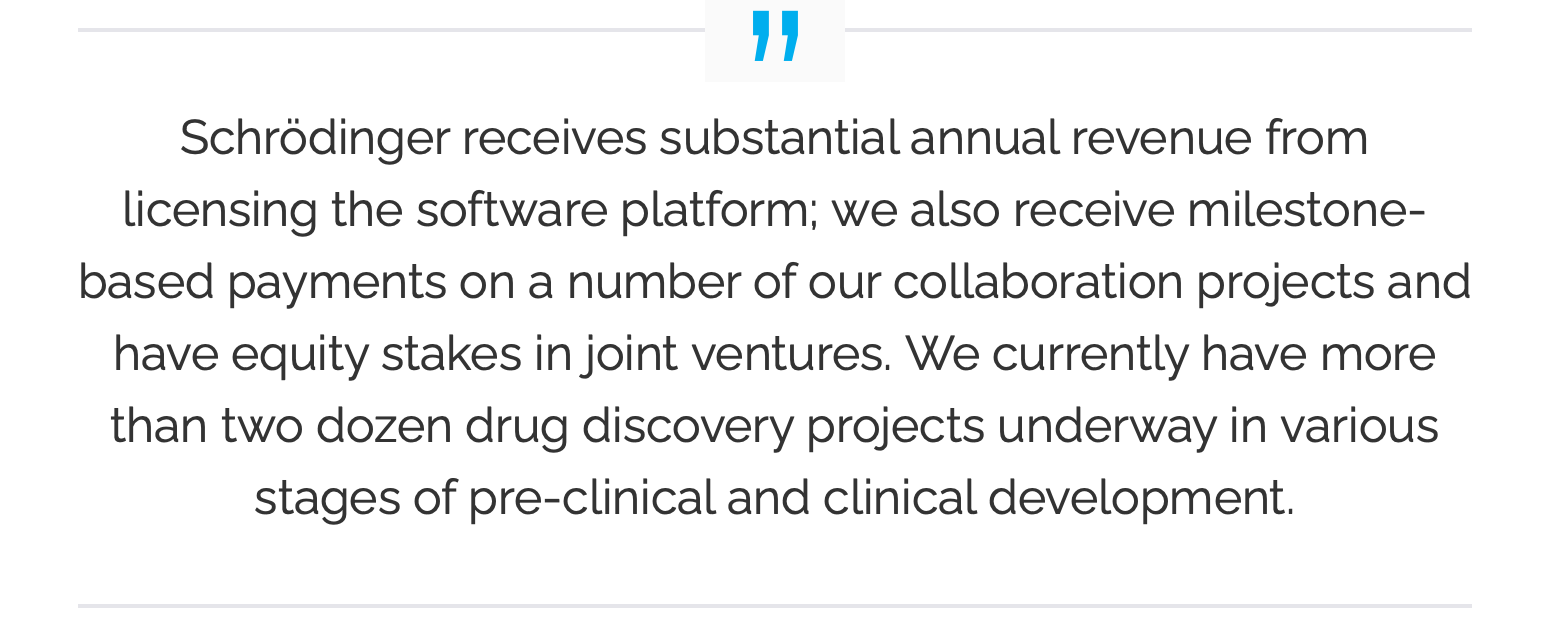 ”
Schrödinger receives substantial annual revenue from
licensing the software platform; we also receive milestone-
based payments on a number of our collaboration projects and
have equity stakes in joint ventures. We currently have more
than two dozen drug discovery projects underway in various
stages of pre-clinical and clinical development.